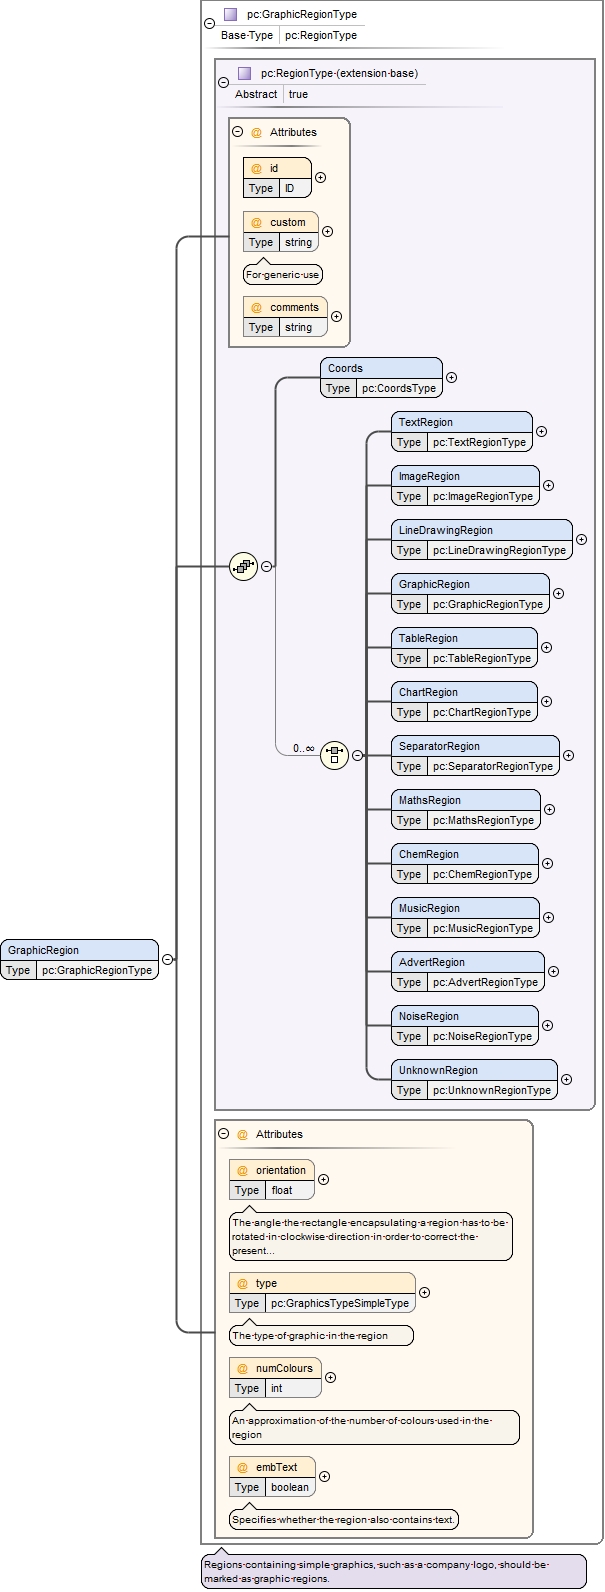 pc:GraphicRegionType
Base-Type pc:RegionType
pc:RegionType-(extension-base)
Abstract true
@ Attributes
@ id
Type ID
@ custom
Type string
For-generic-use
@ comments
Type string
Coords
Type pc:CoordsType
TextRegion
Type pc:TextRegionType
ImageRegion
Type pc:ImageRegionType
LineDrawingRegion
Type pc:LineDrawingRegionType
GraphicRegion
Type pc:GraphicRegionType
TableRegion
Type pc:TableRegionType
ChartRegion
Type pc:ChartRegionType
0..∞
SeparatorRegion
Type pc:SeparatorRegionType
MathsRegion
Type pc:MathsRegionType
ChemRegion
Type pc:ChemRegionType
MusicRegion
Type pc:MusicRegionType
GraphicRegion
Type pc:GraphicRegionType
AdvertRegion
Type pc:AdvertRegionType
NoiseRegion
Type pc:NoiseRegionType
UnknownRegion
Type pc:UnknownRegionType
@ Attributes
@ orientation
Type float
The-angle-the-rectangle-encapsulating-a-region-has-to-be-
rotated-in-clockwise-direction-in-order-to-correct-the-
present...
@ type
Type pc:GraphicsTypeSimpleType
The-type-of-graphic-in-the-region
@ numColours
Type int
An-approximation-of-the-number-of-colours-used-in-the-
region
@ embText
Type boolean
Specifies-whether-the-region-also-contains-text.
Regions-containing-simple-graphics,-such-as-a-company-logo,-should-be-
marked-as-graphic-regions.